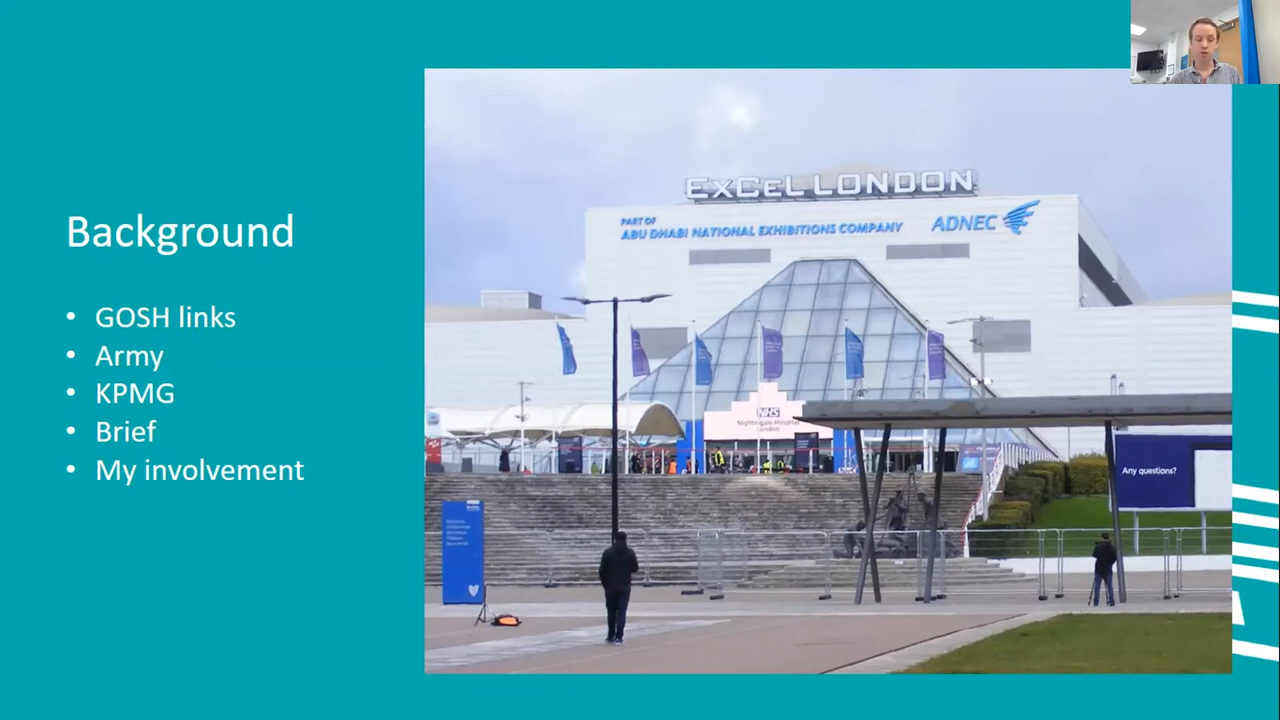 Background
• GOSH links
• Army
• KPMG
• Brief
• My involvement
ExCeL LONDON
PART OF
ABU DHABI NATIONAL EXHIBITIONS COMPANY
ADNEC
NHS
Nightingale Hospital
London
Any questions?